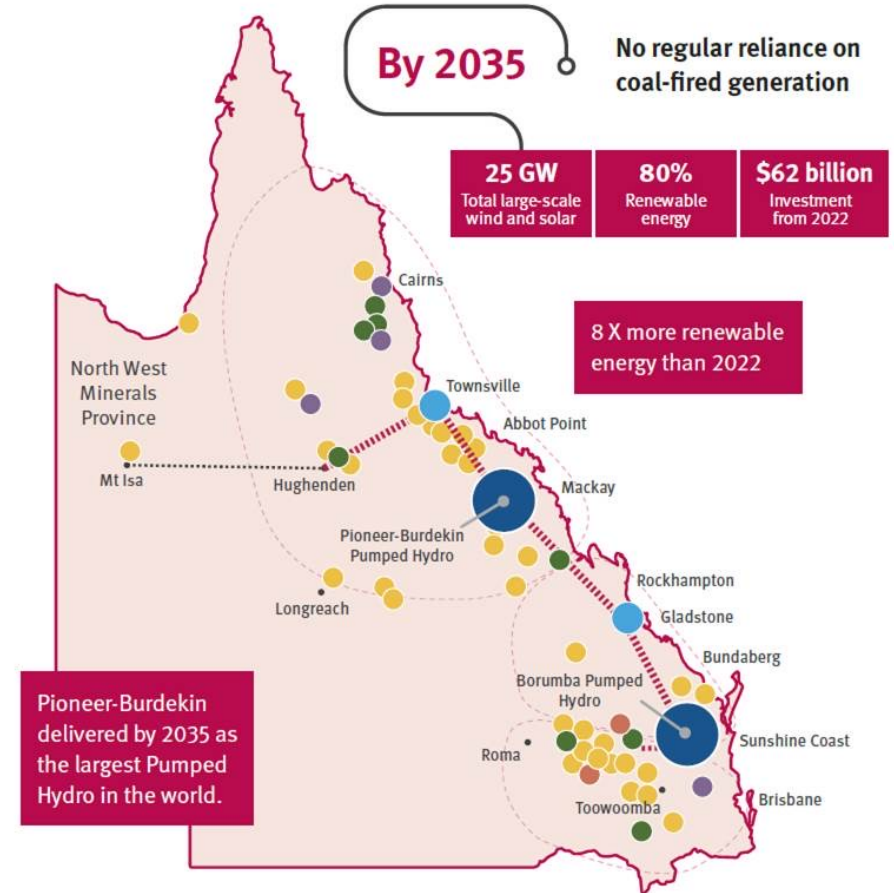 By 2035
No regular reliance on
coal-fired generation
25 GW
Total large-scale
wind and solar
80%
Renewable
energy
$62 billion
Investment
from 2022
Cairns
8 X more renewable
energy than 2022
North West
Minerals
Province
Townsville
Abbot Point
Mt Isa
Hughenden
Mackay
Pioneer-Burdekin
Pumped Hydro
Longreach
Rockhampton
Gladstone
Bundaberg
Borumba Pumped
Hydro
Pioneer-Burdekin
delivered by 2035 as
the largest Pumped
Hydro in the world.
Roma
Sunshine Coast
Toowoomba
Brisbane